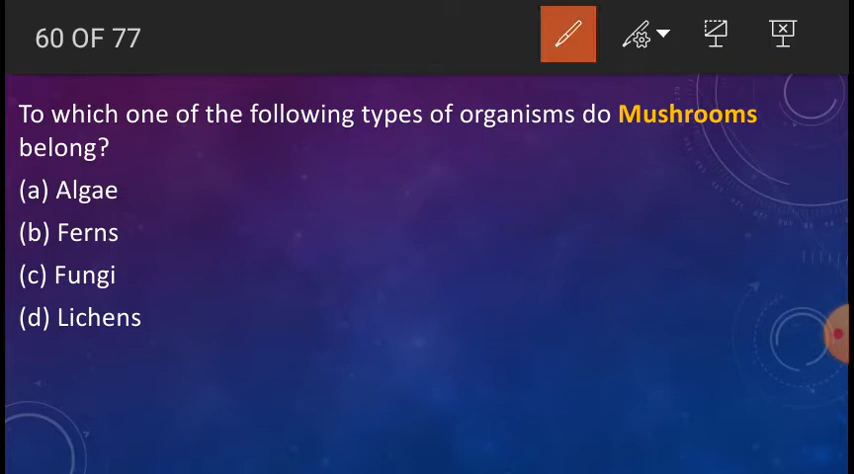 60 OF 77
To which one of the following types of organisms do Mushrooms
belong?
(a) Algae
(b) Ferns
(c) Fungi
(d) Lichens